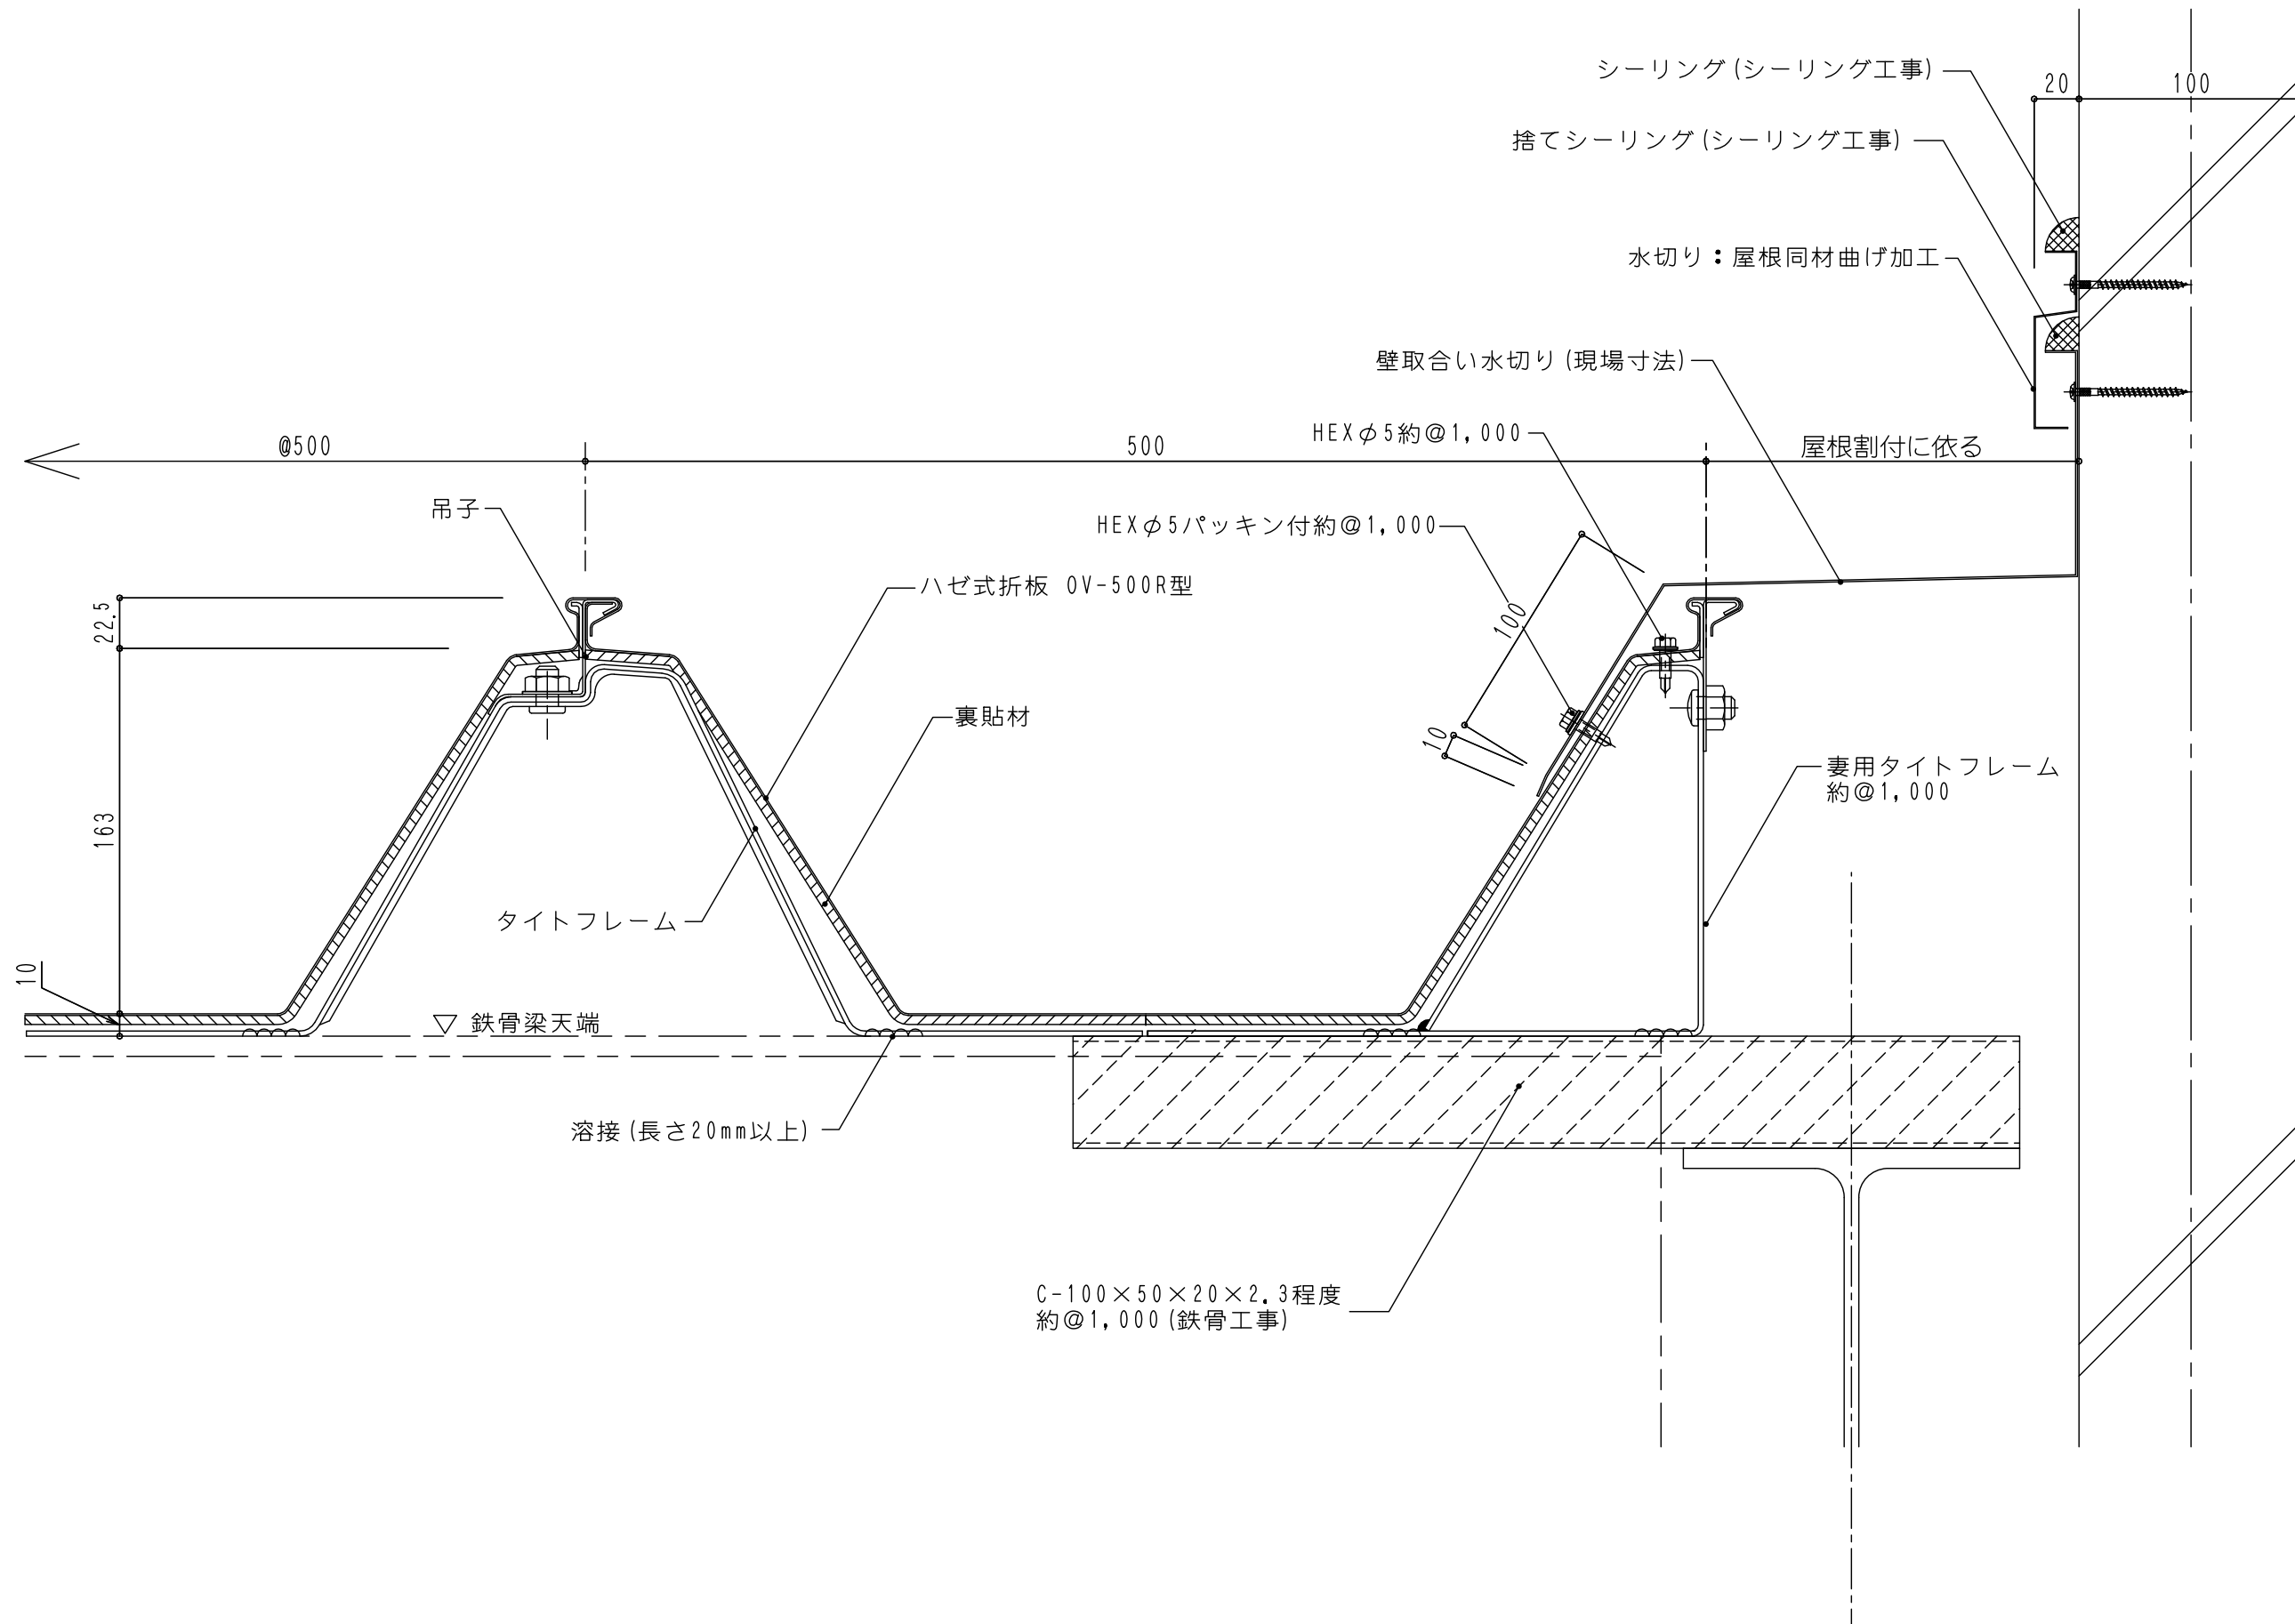 シーリング(シーリング工事)
20
100
捨てシーリング(シーリング工事)
水切り：屋根同材曲げ加工
壁取合い水切り(現場寸法)
HEXφ5約@1,000
@500
500
屋根割付に依る
吊子
HEXφ5パッキン付約@1,000
ハゼ式折板 OV-500R型
22.5
100
裏貼材
10
妻用タイトフレーム
約@1,000
163
タイトフレーム
10
▽ 鉄骨梁天端
溶接(長さ20mm以上)
C-100×50×20×2.3程度
約@1,000(鉄骨工事)